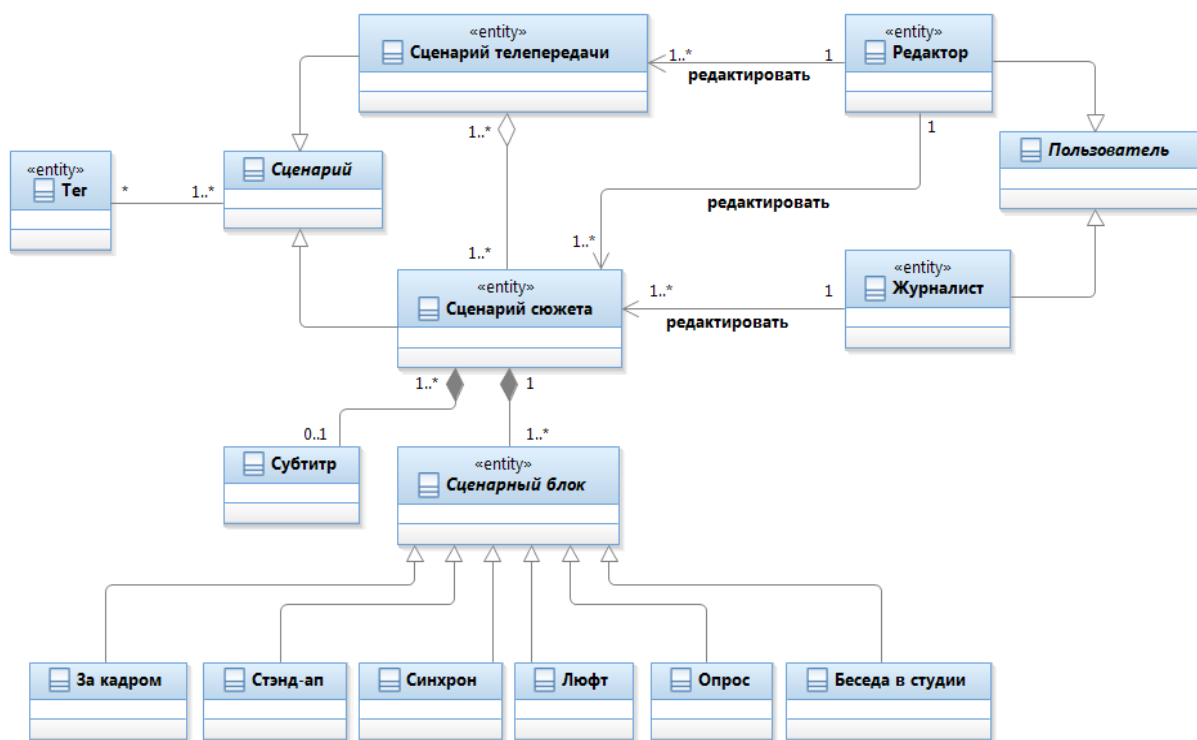 «entity»
Сценарий телепередачи
1..*
1
редактировать
«entity»
Редактор
1..*
1
«entity»
Тег
*
1..*
Сценарий
Пользователь
редактировать
1..*
1..*
«entity»
Сценарий сюжета
1..*
1
редактировать
«entity»
Журналист
1..*
1
0..1
1..*
Субтитр
«entity»
Сценарный блок
За кадром
Стэнд-ап
Синхрон
Люфт
Опрос
Беседа в студии